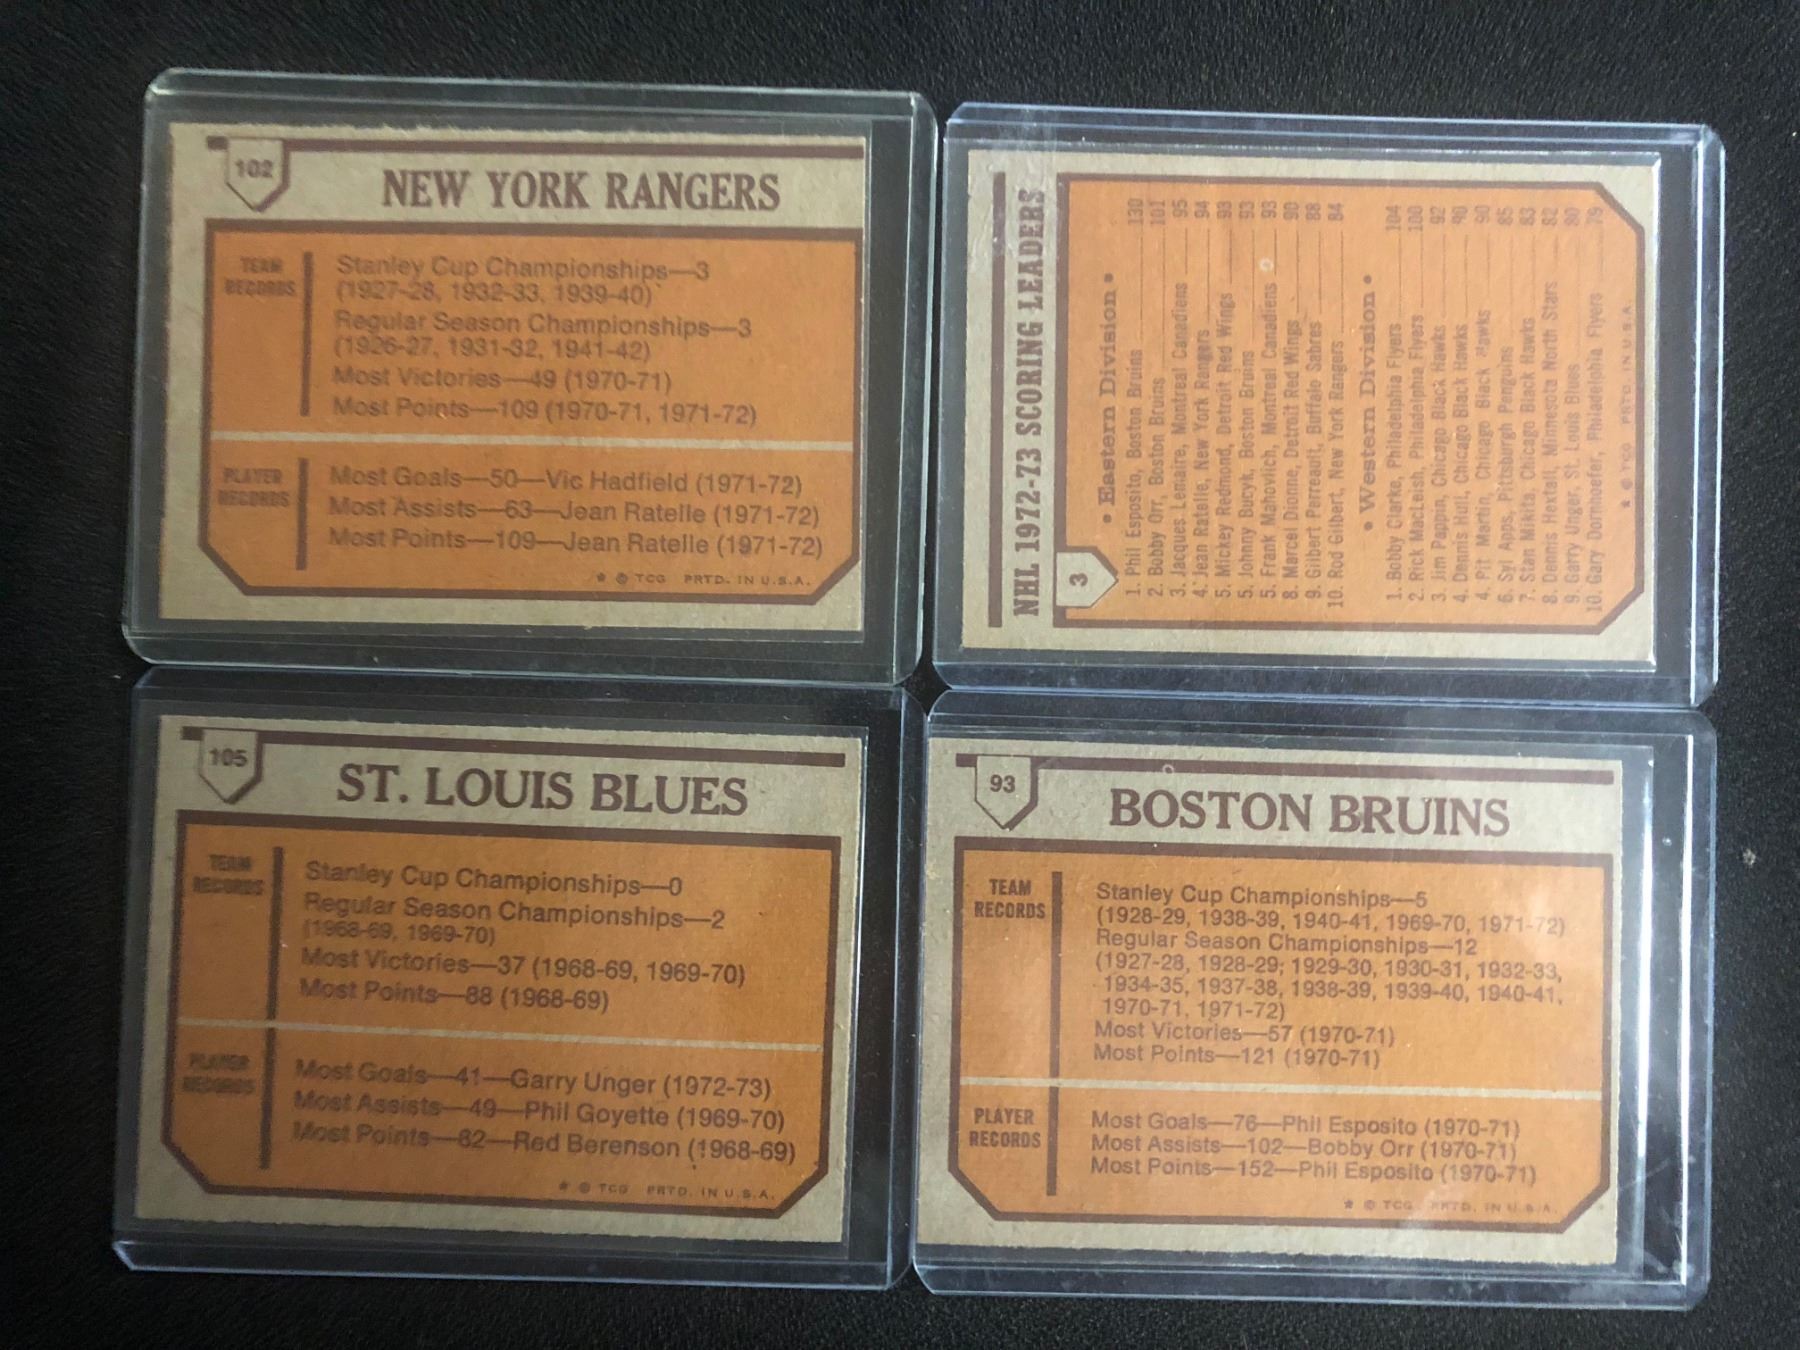 102
NEW YORK RANGERS
TEAM
RECORDS
Stanley Cup Championships—3
(1927-28, 1932-33, 1939-40)
Regular Season Championships—3
(1926-27, 1931-32, 1941-42)
Most Victories—49 (1970-71)
Most Points—109 (1970-71, 1971-72)
PLAYER
RECORDS
Most Goals—50—Vic Hadfield (1971-72)
Most Assists—63—Jean Ratelle (1971-72)
Most Points—109—Jean Ratelle (1971-72)
* © TCG PRTD. IN U.S.A.
3
NHL 1972-73 SCORING LEADERS
• Eastern Division •
1. Phil Esposito, Boston Bruins 130
2. Bobby Orr, Boston Bruins 101
3. Jacques Lemaire, Montreal Canadiens 95
4. Jean Ratelle, New York Rangers 94
5. Mickey Redmond, Detroit Red Wings 93
5. Johnny Bucyk, Boston Bruins 93
5. Frank Mahovlich, Montreal Canadiens 93
8. Marcel Dionne, Detroit Red Wings 90
9. Gilbert Perreault, Buffalo Sabres 88
10. Rod Gilbert, New York Rangers 84
• Western Division •
1. Bobby Clarke, Philadelphia Flyers 104
2. Rick MacLeish, Philadelphia Flyers 100
3. Jim Pappin, Chicago Black Hawks 92
4. Dennis Hull, Chicago Black Hawks 90
4. Pit Martin, Chicago Black Hawks 90
6. Syl Apps, Pittsburgh Penguins 85
7. Stan Mikita, Chicago Black Hawks 83
8. Dennis Hextall, Minnesota North Stars 82
9. Garry Unger, St. Louis Blues 80
10. Gary Dornhoefer, Philadelphia Flyers 79
* © TCG PRTD. IN U.S.A.
105
ST. LOUIS BLUES
TEAM
RECORDS
Stanley Cup Championships—0
Regular Season Championships—2
(1968-69, 1969-70)
Most Victories—37 (1968-69, 1969-70)
Most Points—88 (1968-69)
PLAYER
RECORDS
Most Goals—41—Garry Unger (1972-73)
Most Assists—49—Phil Goyette (1969-70)
Most Points—82—Red Berenson (1968-69)
* © TCG PRTD. IN U.S.A.
93
BOSTON BRUINS
TEAM
RECORDS
Stanley Cup Championships—5
(1928-29, 1938-39, 1940-41, 1969-70, 1971-72)
Regular Season Championships—12
(1927-28, 1928-29; 1929-30, 1930-31, 1932-33,
1934-35, 1937-38, 1938-39, 1939-40, 1940-41,
1970-71, 1971-72)
Most Victories—57 (1970-71)
Most Points—121 (1970-71)
PLAYER
RECORDS
Most Goals—76—Phil Esposito (1970-71)
Most Assists—102—Bobby Orr (1970-71)
Most Points—152—Phil Esposito (1970-71)
* © TCG PRTD. IN U.S.A.